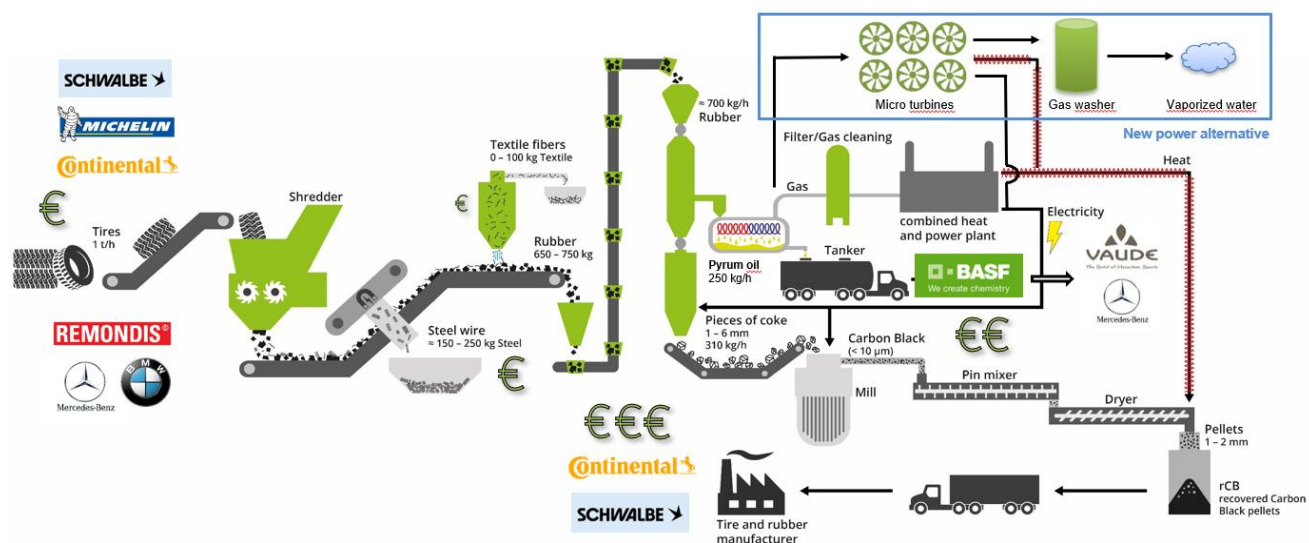 SCHWALBE
MICHELIN
Continental
€
Tires
1 t/h
REMONDIS®
Mercedes-Benz
BMW
Shredder
Textile fibers
0 – 100 kg Textile
€
Rubber
650 – 750 kg
Steel wire
≈ 150 – 250 kg Steel
€
≈ 700 kg/h
Rubber
Micro turbines
Gas washer
Vaporized water
New power alternative
Filter/Gas cleaning
Gas
combined heat
and power plant
Heat
Electricity
Pyrum oil
250 kg/h
Tanker
BASF
We create chemistry
VAUDE
The Spirit of Mountain Sports
Mercedes-Benz
Pieces of coke
1 – 6 mm
310 kg/h
€€
Carbon Black
(< 10 µm)
Mill
Pin mixer
Dryer
Pellets
1 – 2 mm
rCB
recovered Carbon
Black pellets
€€€
Continental
SCHWALBE
Tire and rubber
manufacturer